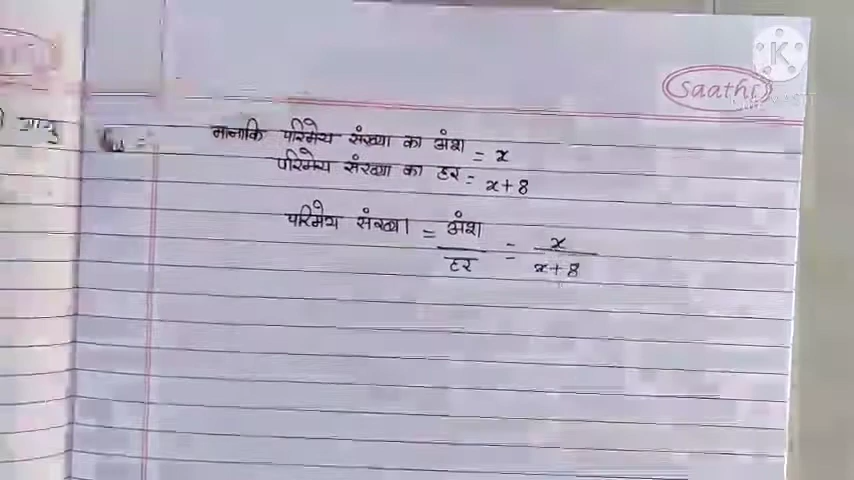 Saathi
मानाकि परिमेय संख्या का अंश = x
परिमेय संख्या का हर = x+8
परिमेय संख्या = अंश/हर = x/x+8